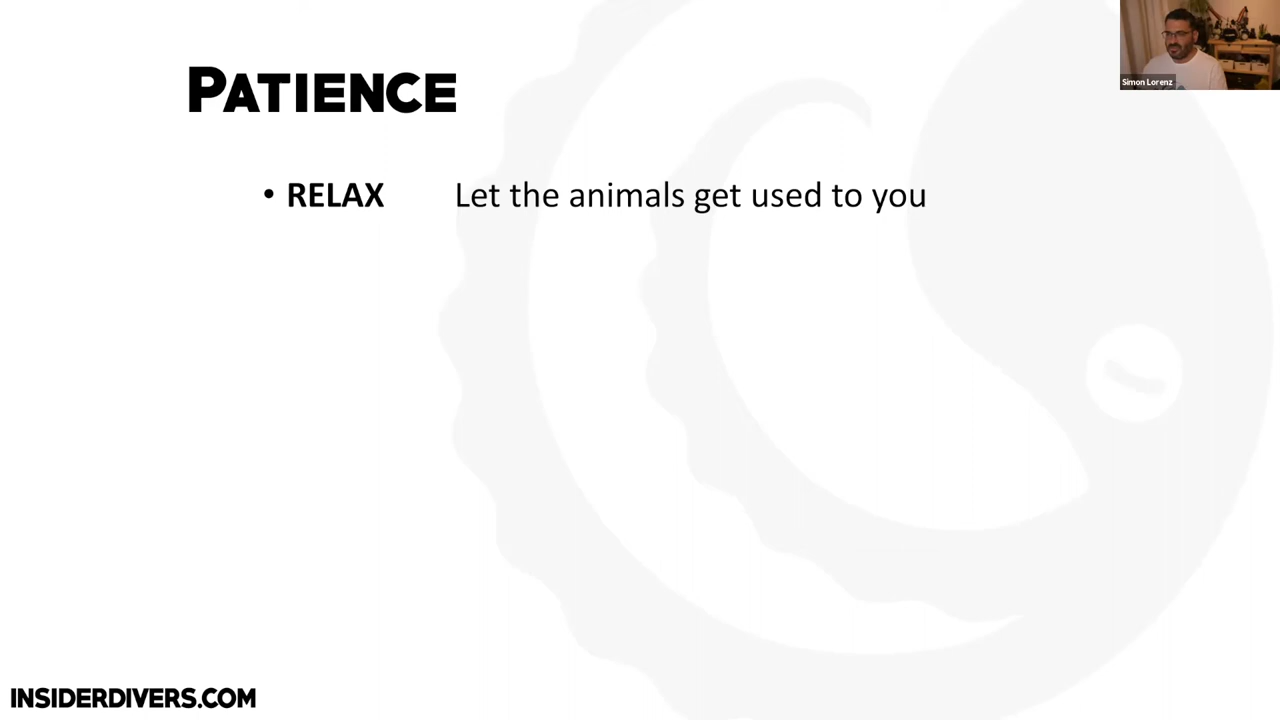 PATIENCE
• RELAX Let the animals get used to you
Simon Lorenz
INSIDERDIVERS.COM